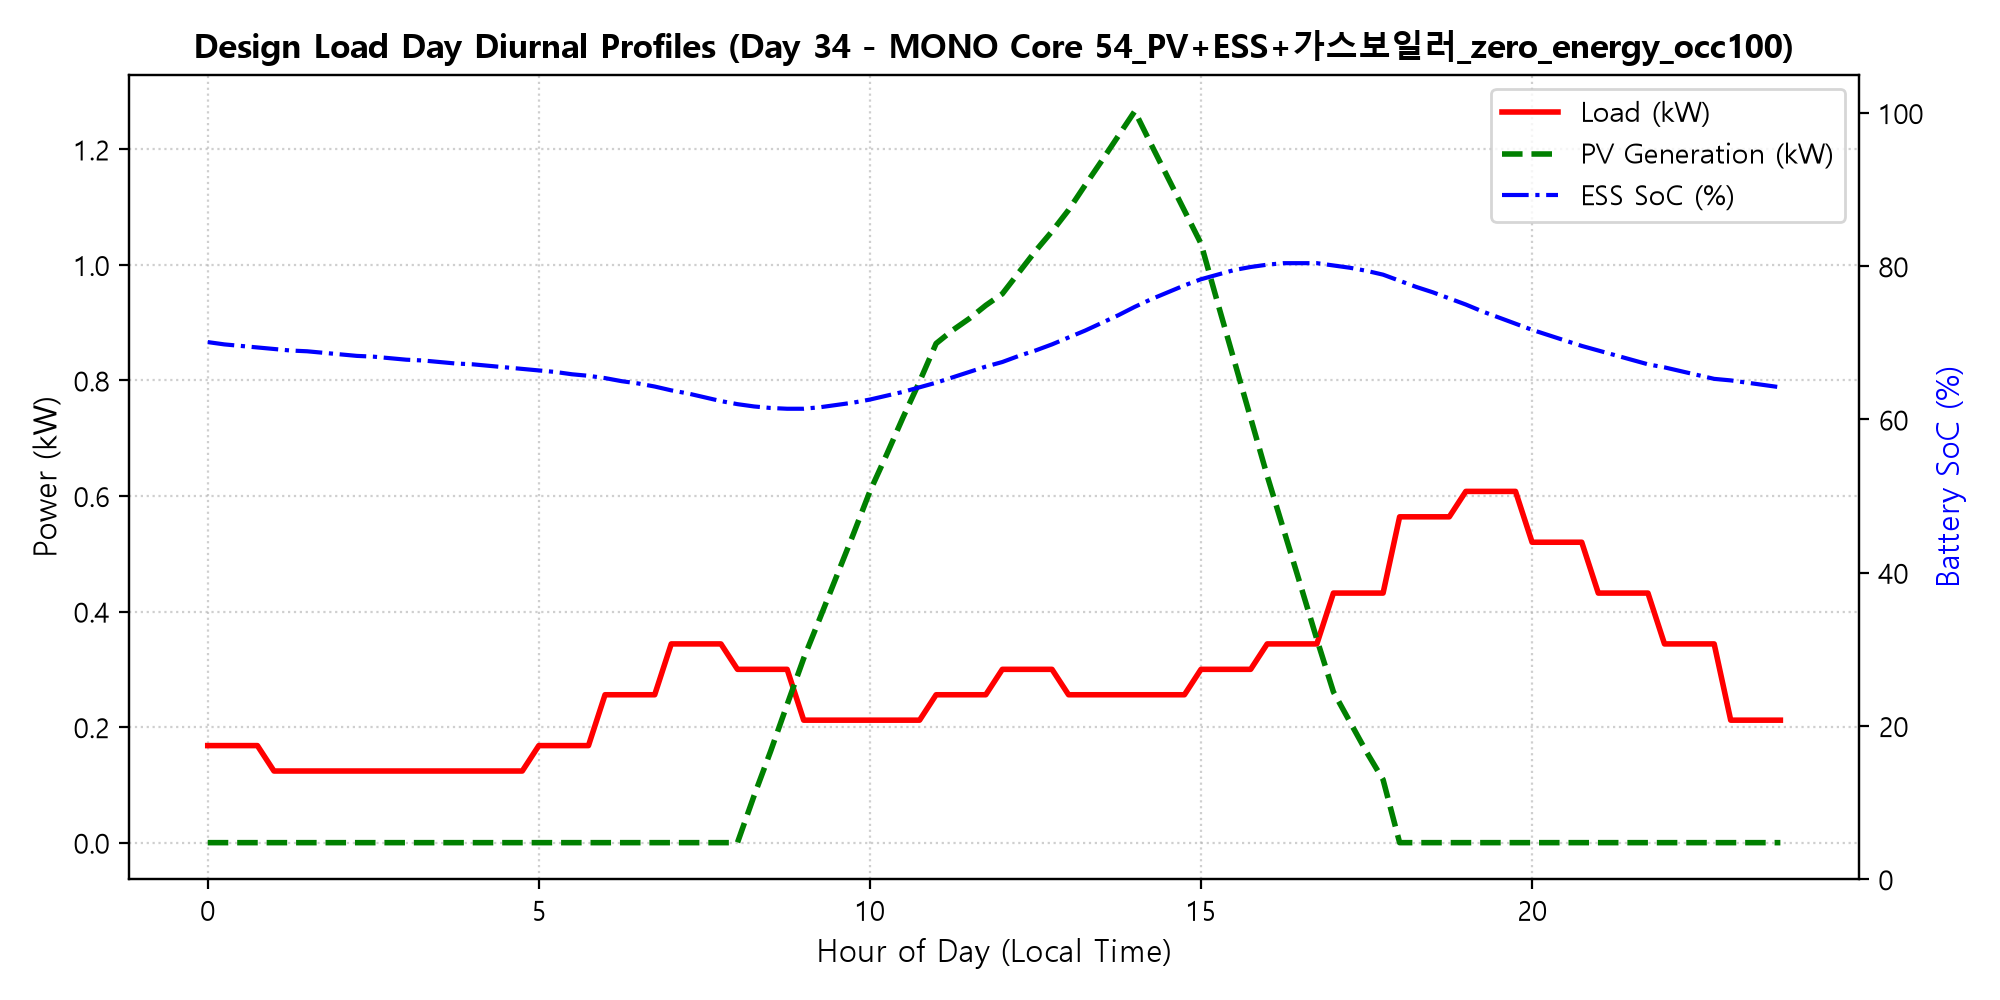 Design Load Day Diurnal Profiles (Day 34 - MONO Core 54_PV+ESS+가스보일러_zero_energy_occ100)
Load (kW)
PV Generation (kW)
ESS SoC (%)
1.2
1.0
0.8
0.6
0.4
0.2
0.0
Power (kW)
100
80
60
40
20
0
Battery SoC (%)
0 5 10 15 20
Hour of Day (Local Time)